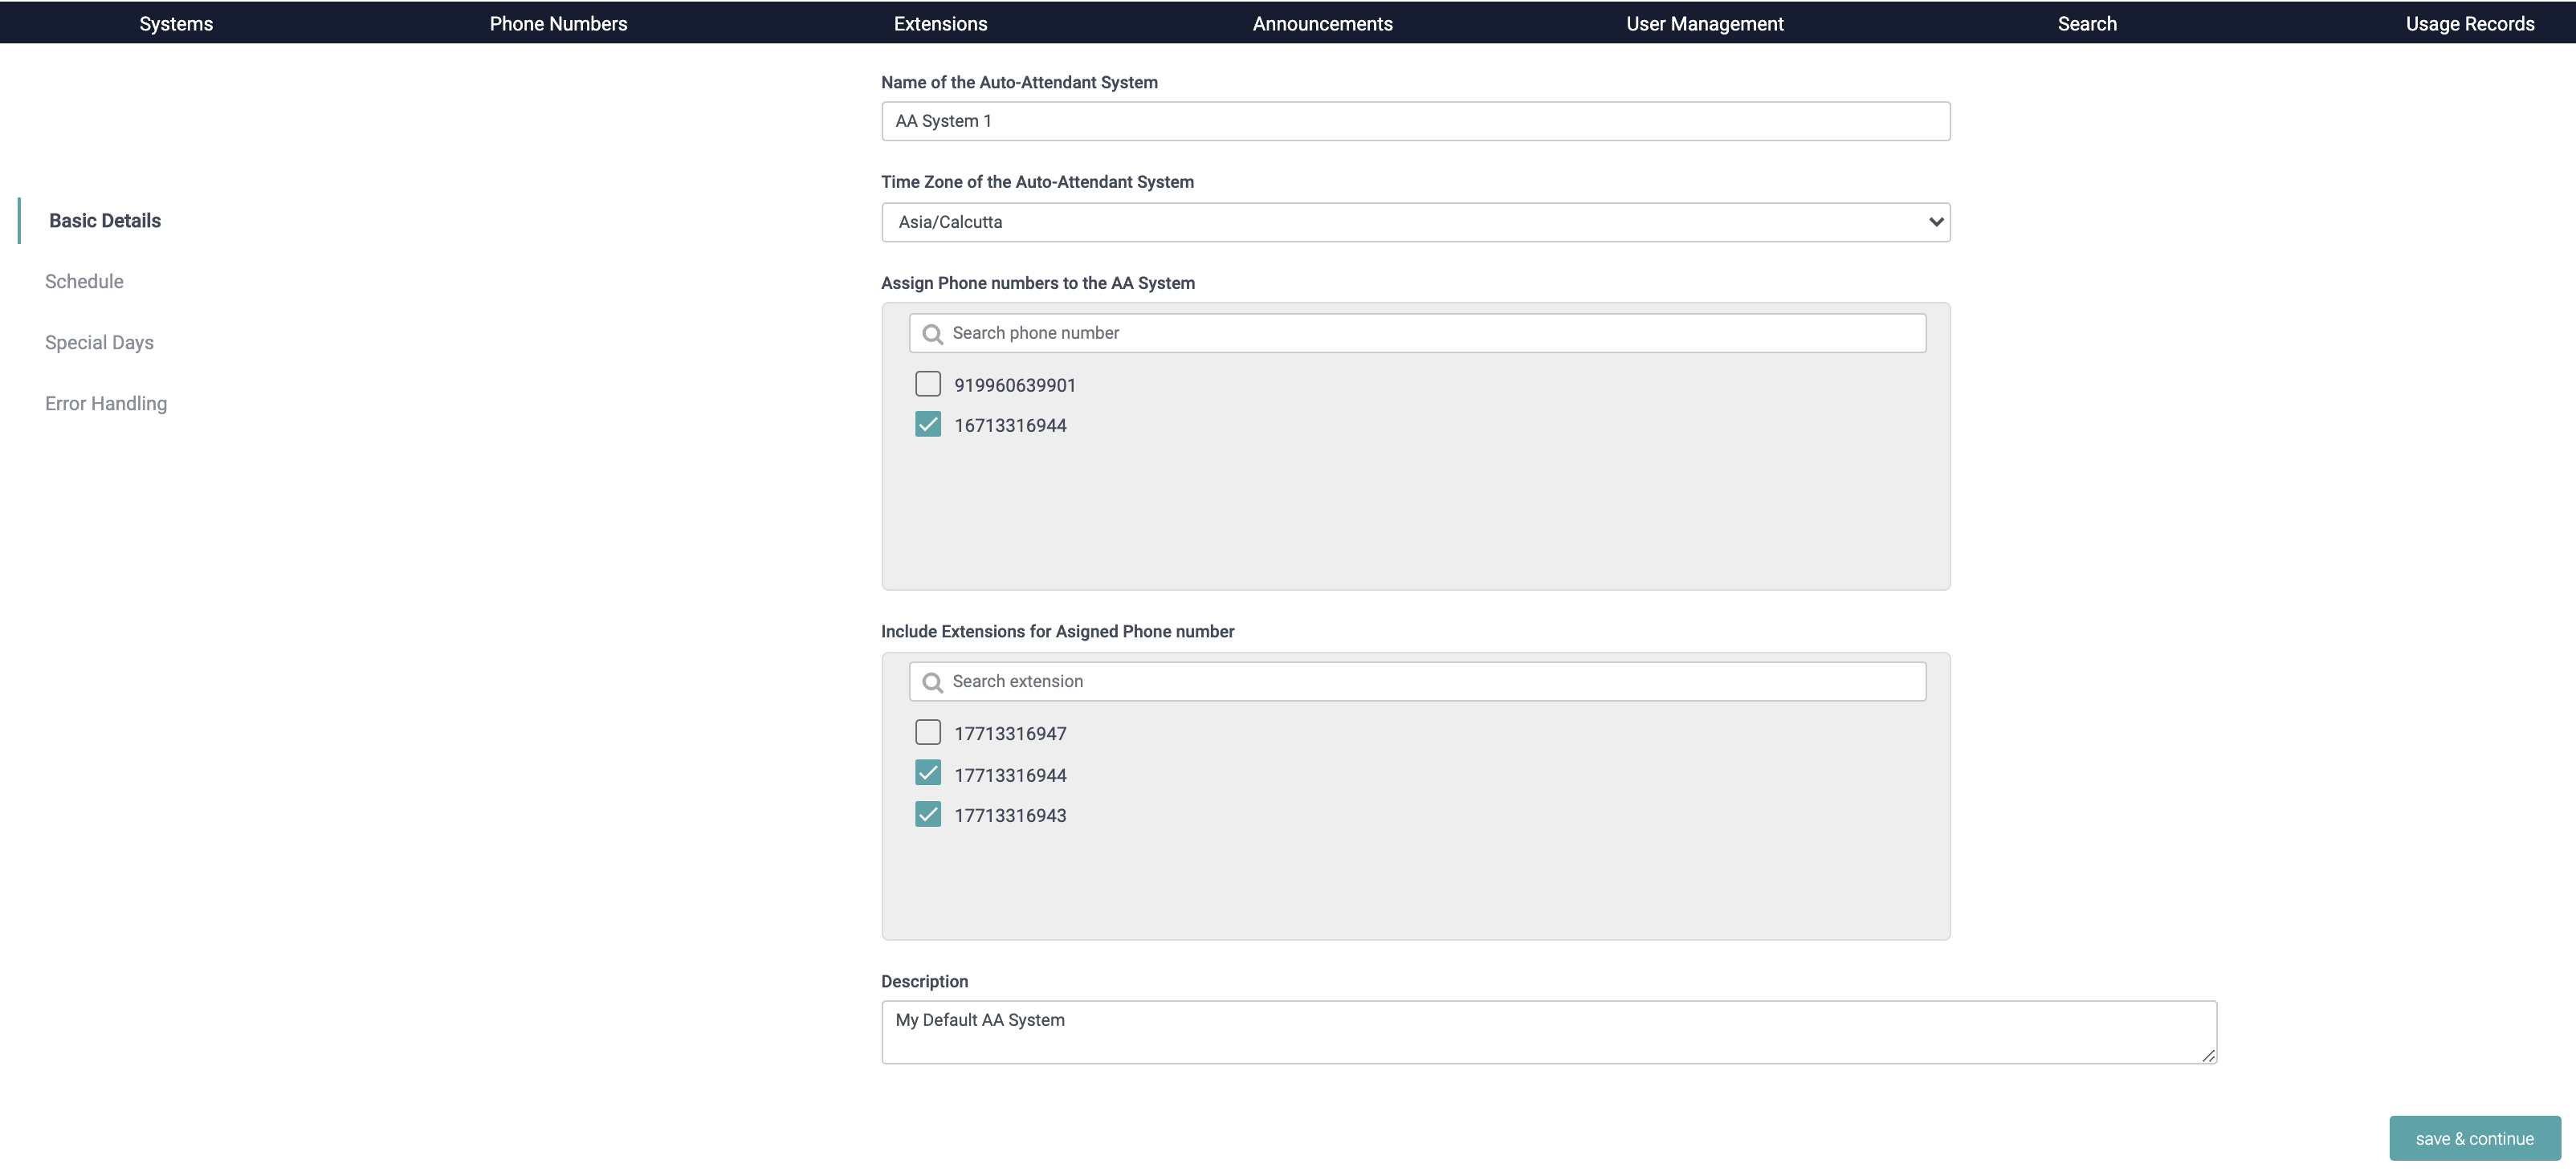 Systems Phone Numbers Extensions Announcements User Management Search Usage Records
Basic Details
Schedule
Special Days
Error Handling
Name of the Auto-Attendant System
AA System 1
Time Zone of the Auto-Attendant System
Asia/Calcutta
Assign Phone numbers to the AA System
Search phone number
919960639901
16713316944
Include Extensions for Asigned Phone number
Search extension
17713316947
17713316944
17713316943
Description
My Default AA System
save & continue